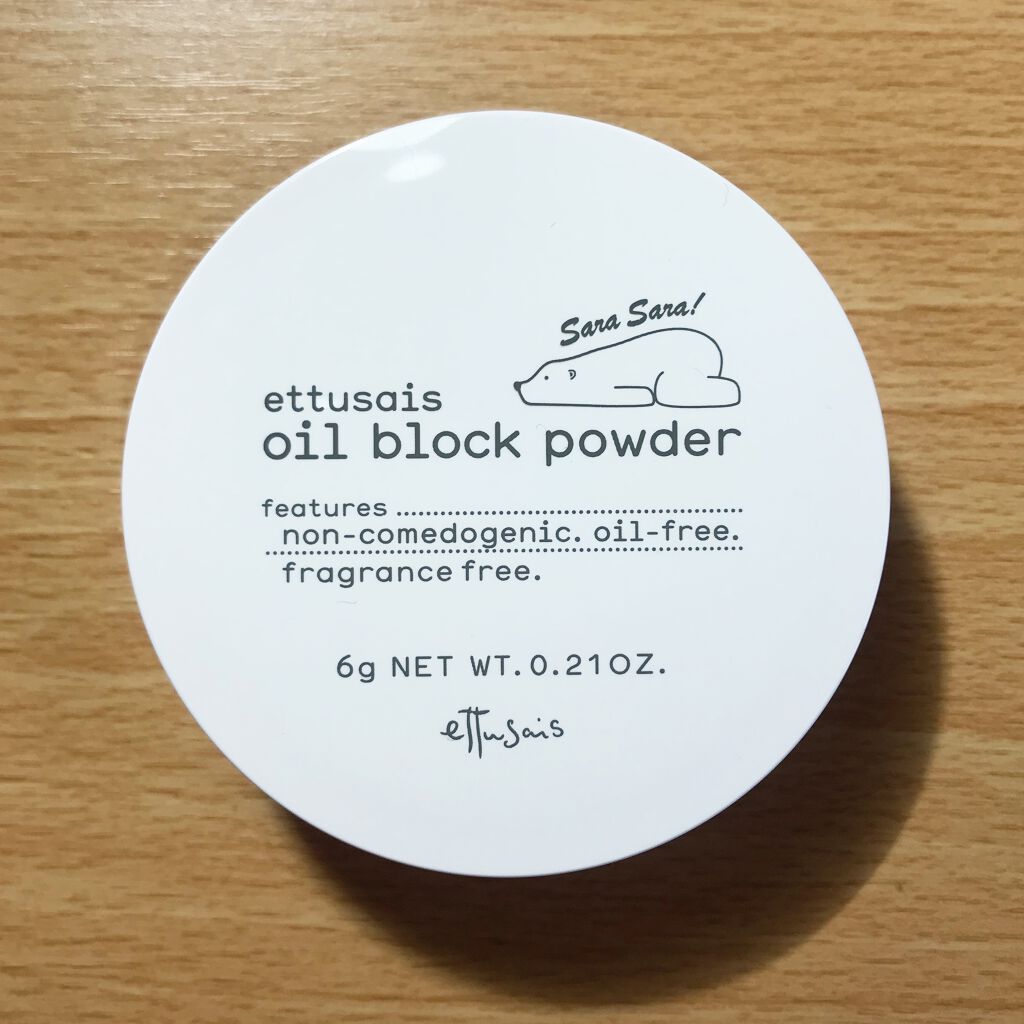 Sara Sara!
ettusais
oil block powder
features
non-comedogenic. oil-free.
fragrance free.
6g NET WT. 0.21OZ.
ettusais